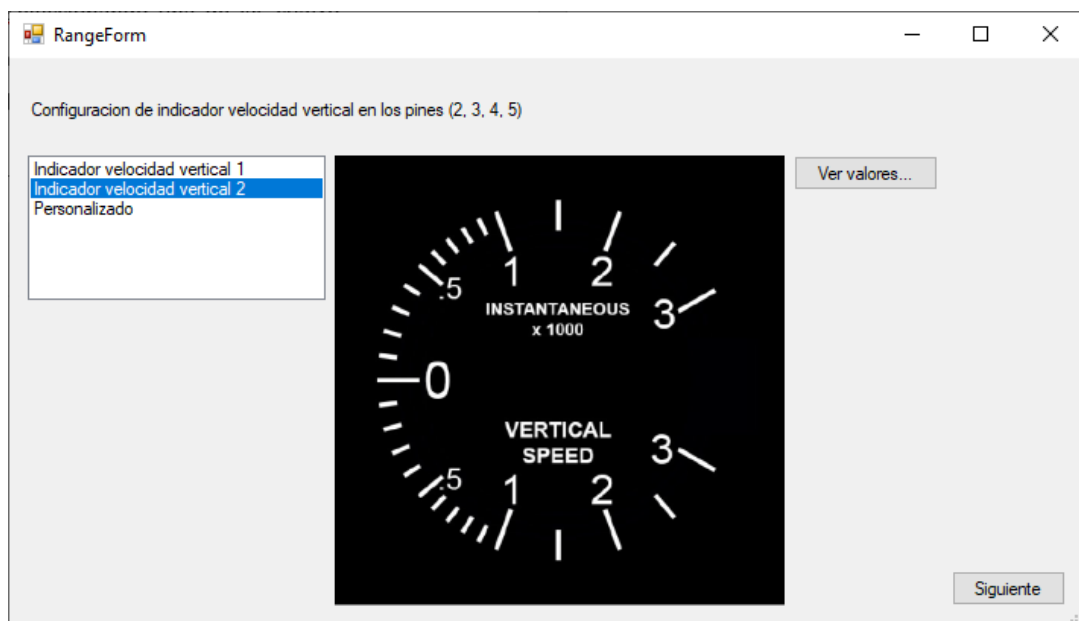 RangeForm
Configuracion de indicador velocidad vertical en los pines (2, 3, 4, 5)
Indicador velocidad vertical 1
Indicador velocidad vertical 2
Personalizado
Ver valores...
1 2
.5
INSTANTANEOUS
x 1000
3
0
VERTICAL
SPEED
3
.5
1 2
Siguiente